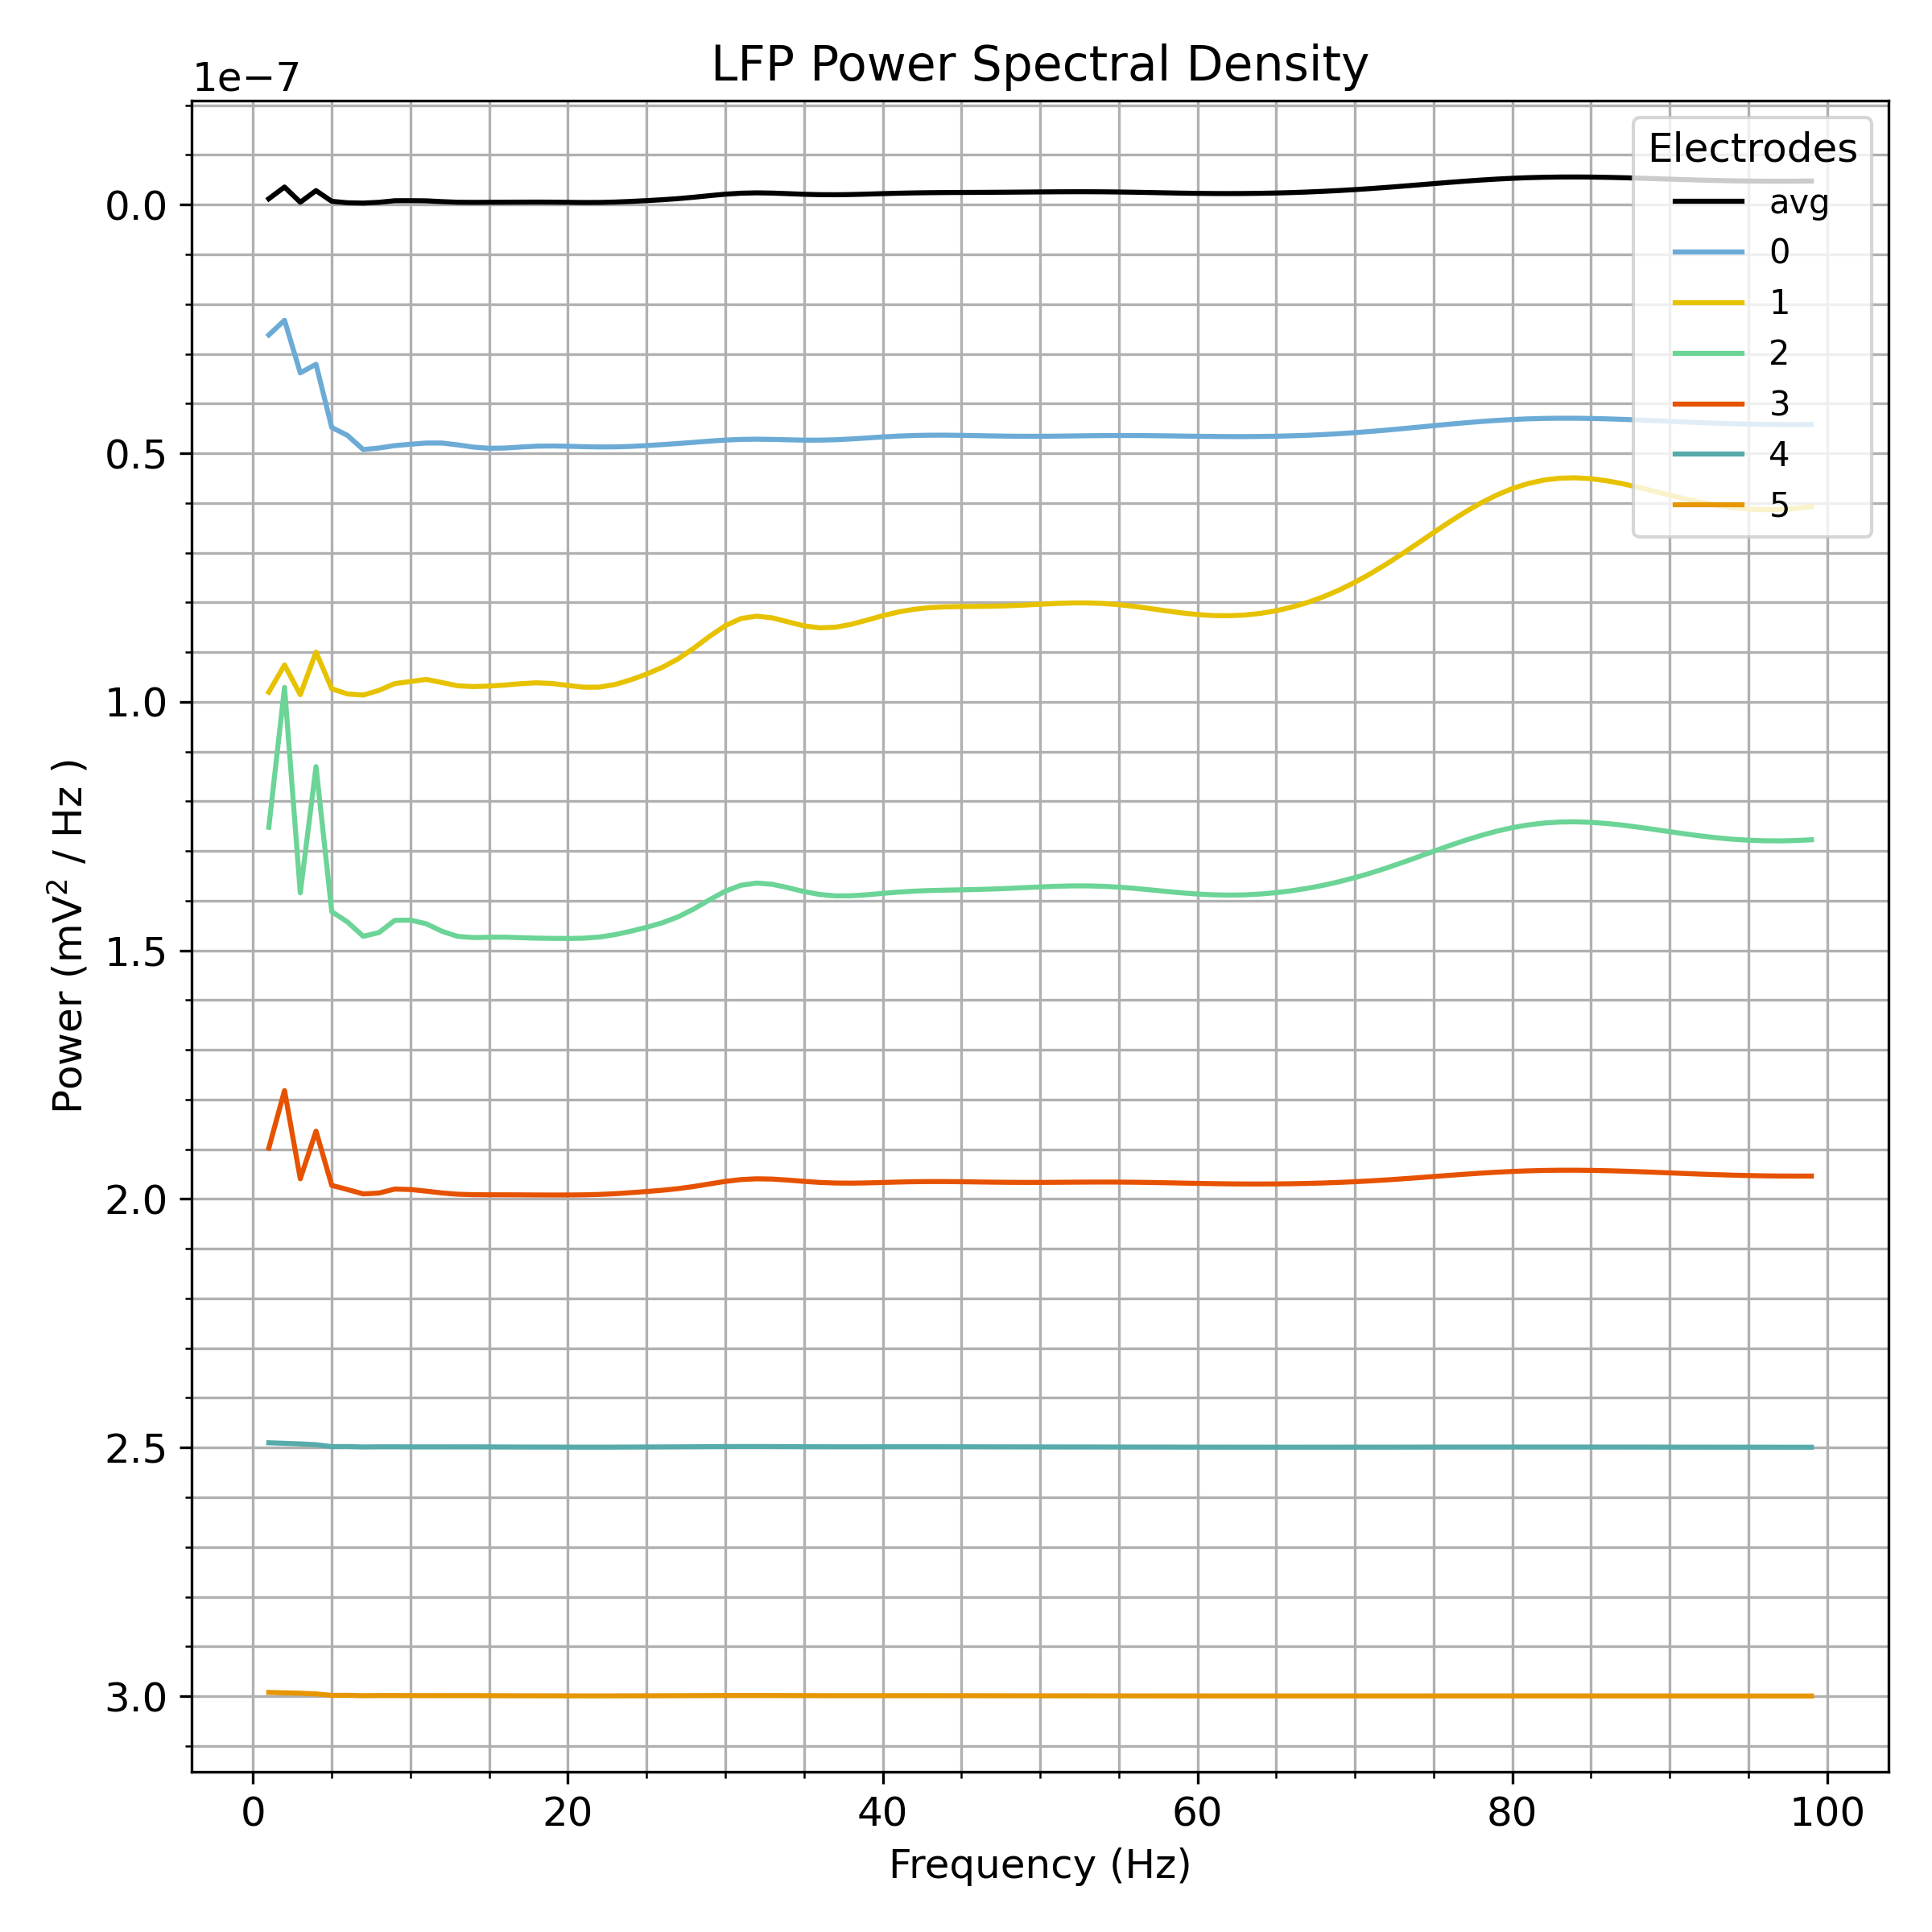 LFP Power Spectral Density
1e−7
Electrodes
avg
0
1
2
3
4
5
0.0
0.5
1.0
1.5
2.0
2.5
3.0
Power (mV² / Hz )
0 20 40 60 80 100
Frequency (Hz)